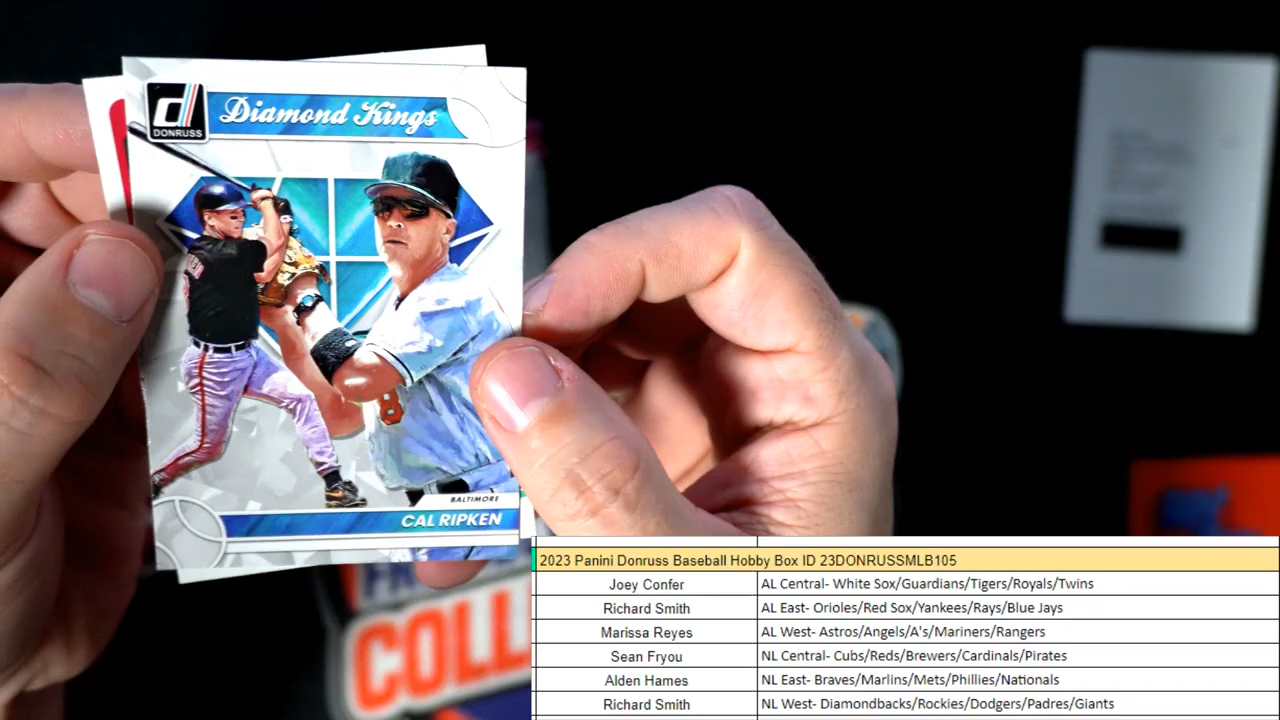 DONRUSS
Diamond Kings
8
BALTIMORE
CAL RIPKEN
COLL
2023 Panini Donruss Baseball Hobby Box ID 23DONRUSSMLB105
Joey Confer AL Central- White Sox/Guardians/Tigers/Royals/Twins
Richard Smith AL East- Orioles/Red Sox/Yankees/Rays/Blue Jays
Marissa Reyes AL West- Astros/Angels/A's/Mariners/Rangers
Sean Fryou NL Central- Cubs/Reds/Brewers/Cardinals/Pirates
Alden Hames NL East- Braves/Marlins/Mets/Phillies/Nationals
Richard Smith NL West- Diamondbacks/Rockies/Dodgers/Padres/Giants